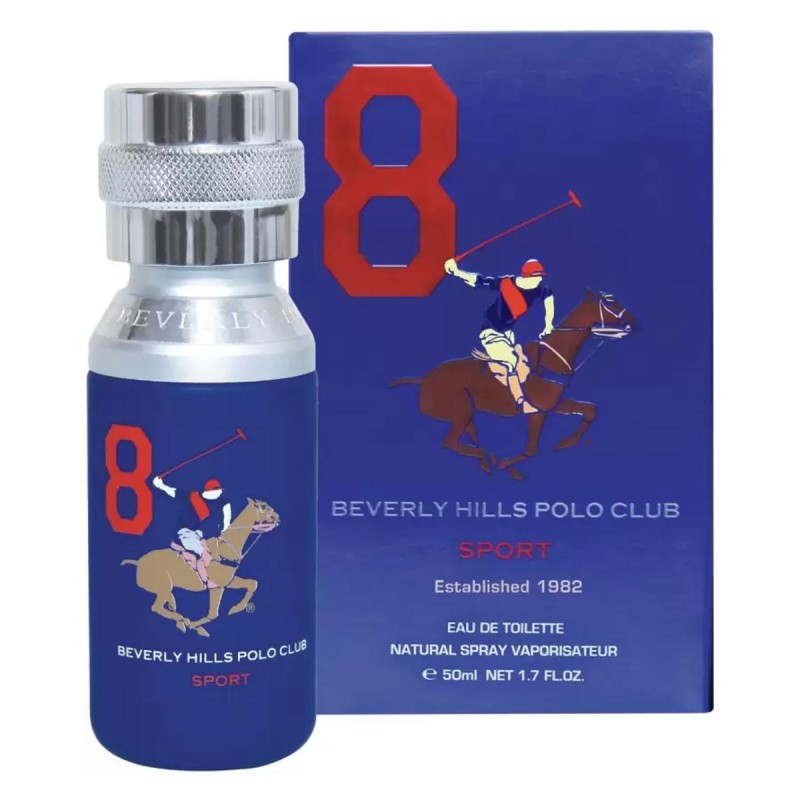 BEVERLY H
8
®
BEVERLY HILLS POLO CLUB
SPORT
8
BEVERLY HILLS POLO CLUB
SPORT
Established 1982
EAU DE TOILETTE
NATURAL SPRAY VAPORISATEUR
℮ 50ml NET 1.7 FL.OZ.